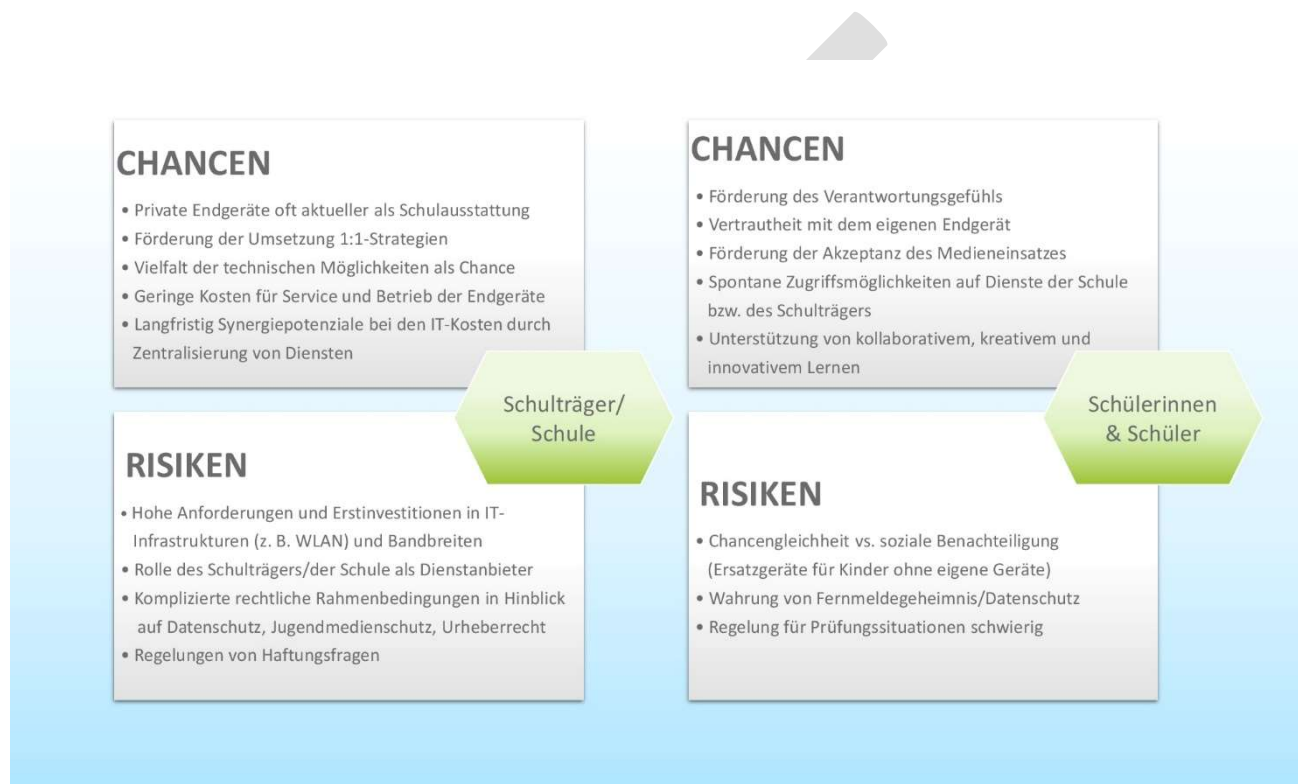 CHANCEN
• Private Endgeräte oft aktueller als Schulausstattung
• Förderung der Umsetzung 1:1-Strategien
• Vielfalt der technischen Möglichkeiten als Chance
• Geringe Kosten für Service und Betrieb der Endgeräte
• Langfristig Synergiepotenziale bei den IT-Kosten durch
Zentralisierung von Diensten
Schulträger/
Schule
RISIKEN
• Hohe Anforderungen und Erstinvestitionen in IT-
Infrastrukturen (z. B. WLAN) und Bandbreiten
• Rolle des Schulträgers/der Schule als Dienstanbieter
• Komplizierte rechtliche Rahmenbedingungen in Hinblick
auf Datenschutz, Jugendmedienschutz, Urheberrecht
• Regelungen von Haftungsfragen
CHANCEN
• Förderung des Verantwortungsgefühls
• Vertrautheit mit dem eigenen Endgerät
• Förderung der Akzeptanz des Medieneinsatzes
• Spontane Zugriffsmöglichkeiten auf Dienste der Schule
bzw. des Schulträgers
• Unterstützung von kollaborativem, kreativem und
innovativem Lernen
Schülerinnen
& Schüler
RISIKEN
• Chancengleichheit vs. soziale Benachteiligung
(Ersatzgeräte für Kinder ohne eigene Geräte)
• Wahrung von Fernmeldegeheimnis/Datenschutz
• Regelung für Prüfungssituationen schwierig